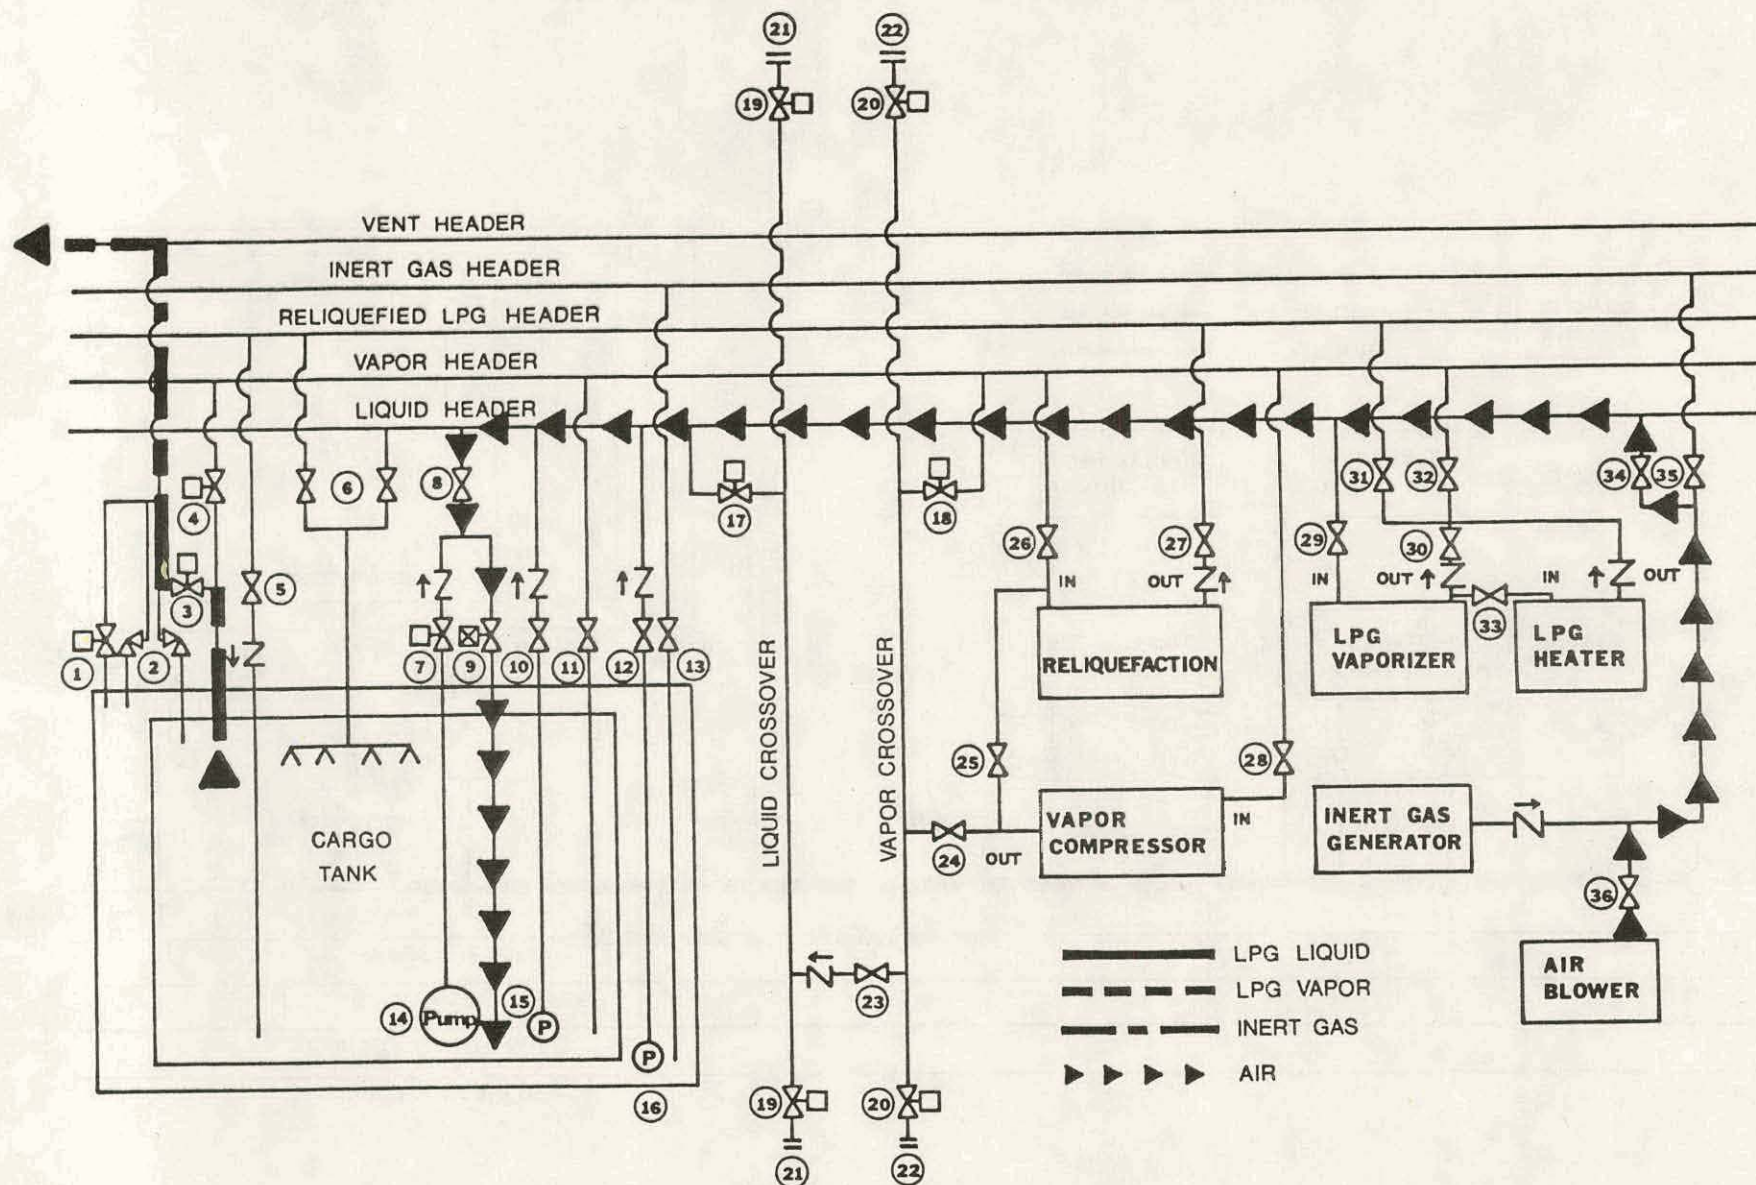 21
22
19
20
VENT HEADER
INERT GAS HEADER
RELIQUEFIED LPG HEADER
VAPOR HEADER
LIQUID HEADER
4
6
8
17
18
31
32
34
35
26
27
29
30
IN
OUT
IN
OUT
IN
OUT
33
3
5
1
2
7
9
10
11
12
13
RELIQUEFACTION
LPG
VAPORIZER
LPG
HEATER
LIQUID CROSSOVER
VAPOR CROSSOVER
25
28
CARGO
TANK
VAPOR
COMPRESSOR
IN
24
OUT
INERT GAS
GENERATOR
36
AIR
BLOWER
14
Pump
15
P
P
16
23
LPG LIQUID
LPG VAPOR
INERT GAS
AIR
19
20
21
22